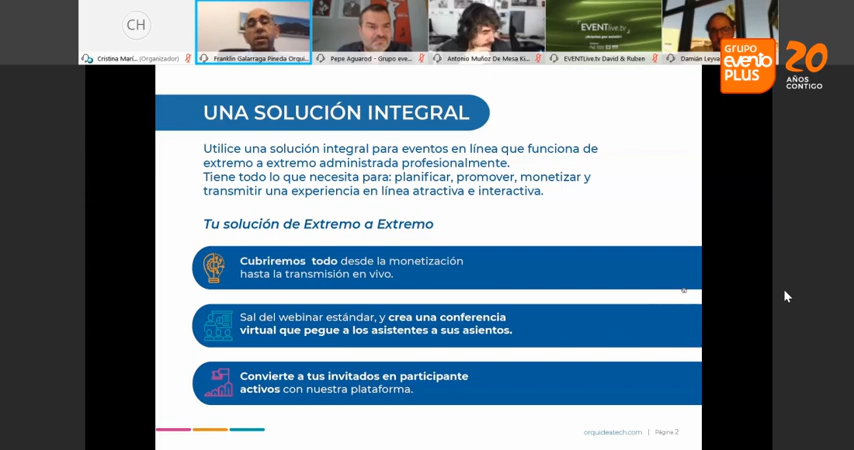 CH
Cristina Marí... (Organizador)
Franklin Galarraga Pineda Orqui...
Pepe Aguarod - Grupo eve...
Antonio Muñoz De Mesa Ki...
EVENTLive.tv David & Ruben
Damián Leyva
EVENTlive.tv
GRUPO
evento
PLUS
20
AÑOS
CONTIGO
UNA SOLUCIÓN INTEGRAL
Utilice una solución integral para eventos en línea que funciona de
extremo a extremo administrada profesionalmente.
Tiene todo lo que necesita para: planificar, promover, monetizar y
transmitir una experiencia en línea atractiva e interactiva.
Tu solución de Extremo a Extremo
Cubriremos todo desde la monetización
hasta la transmisión en vivo.
Sal del webinar estándar, y crea una conferencia
virtual que pegue a los asistentes a sus asientos.
Convierte a tus invitados en participante
activos con nuestra plataforma.
orquideatech.com | Página 2